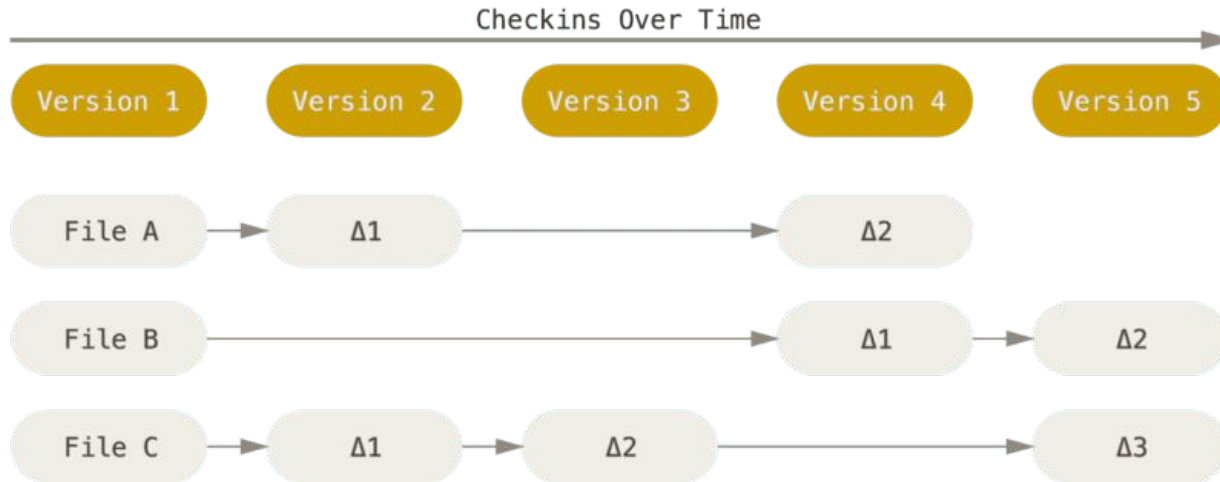 Checkins Over Time
Version 1 Version 2 Version 3 Version 4 Version 5
File A Δ1 Δ2
File B Δ1 Δ2
File C Δ1 Δ2 Δ3